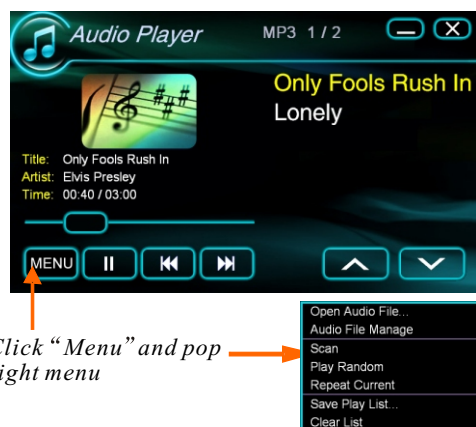 Audio Player
MP3 1 / 2
Only Fools Rush In
Lonely
Title: Only Fools Rush In
Artist: Elvis Presley
Time: 00:40 / 03:00
MENU
Click “Menu” and pop
right menu
Open Audio File...
Audio File Manage
Scan
Play Random
Repeat Current
Save Play List...
Clear List